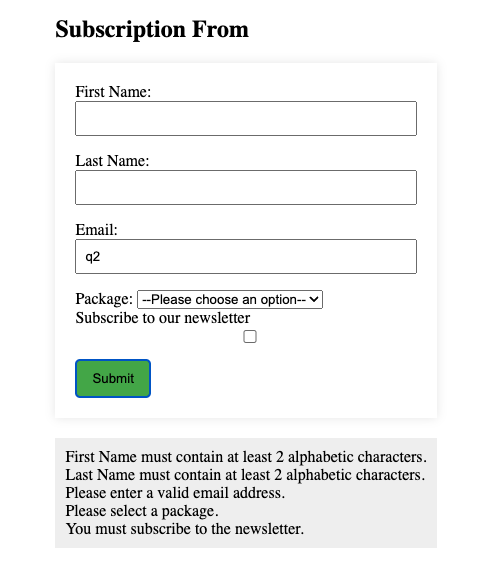 Subscription From
First Name:
Last Name:
Email:
q2
Package: --Please choose an option--
Subscribe to our newsletter
Submit
First Name must contain at least 2 alphabetic characters.
Last Name must contain at least 2 alphabetic characters.
Please enter a valid email address.
Please select a package.
You must subscribe to the newsletter.